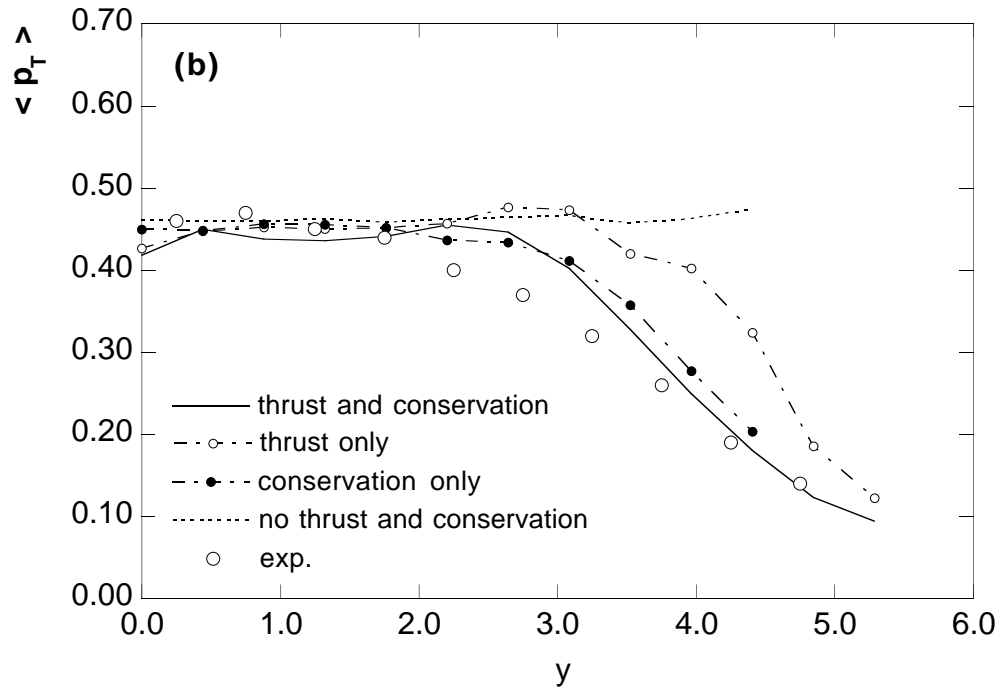 0.70
(b)
< pT >
0.60
0.50
0.40
0.30
0.20
0.10
0.00
thrust and conservation
thrust only
conservation only
no thrust and conservation
exp.
0.0 1.0 2.0 3.0 4.0 5.0 6.0
y